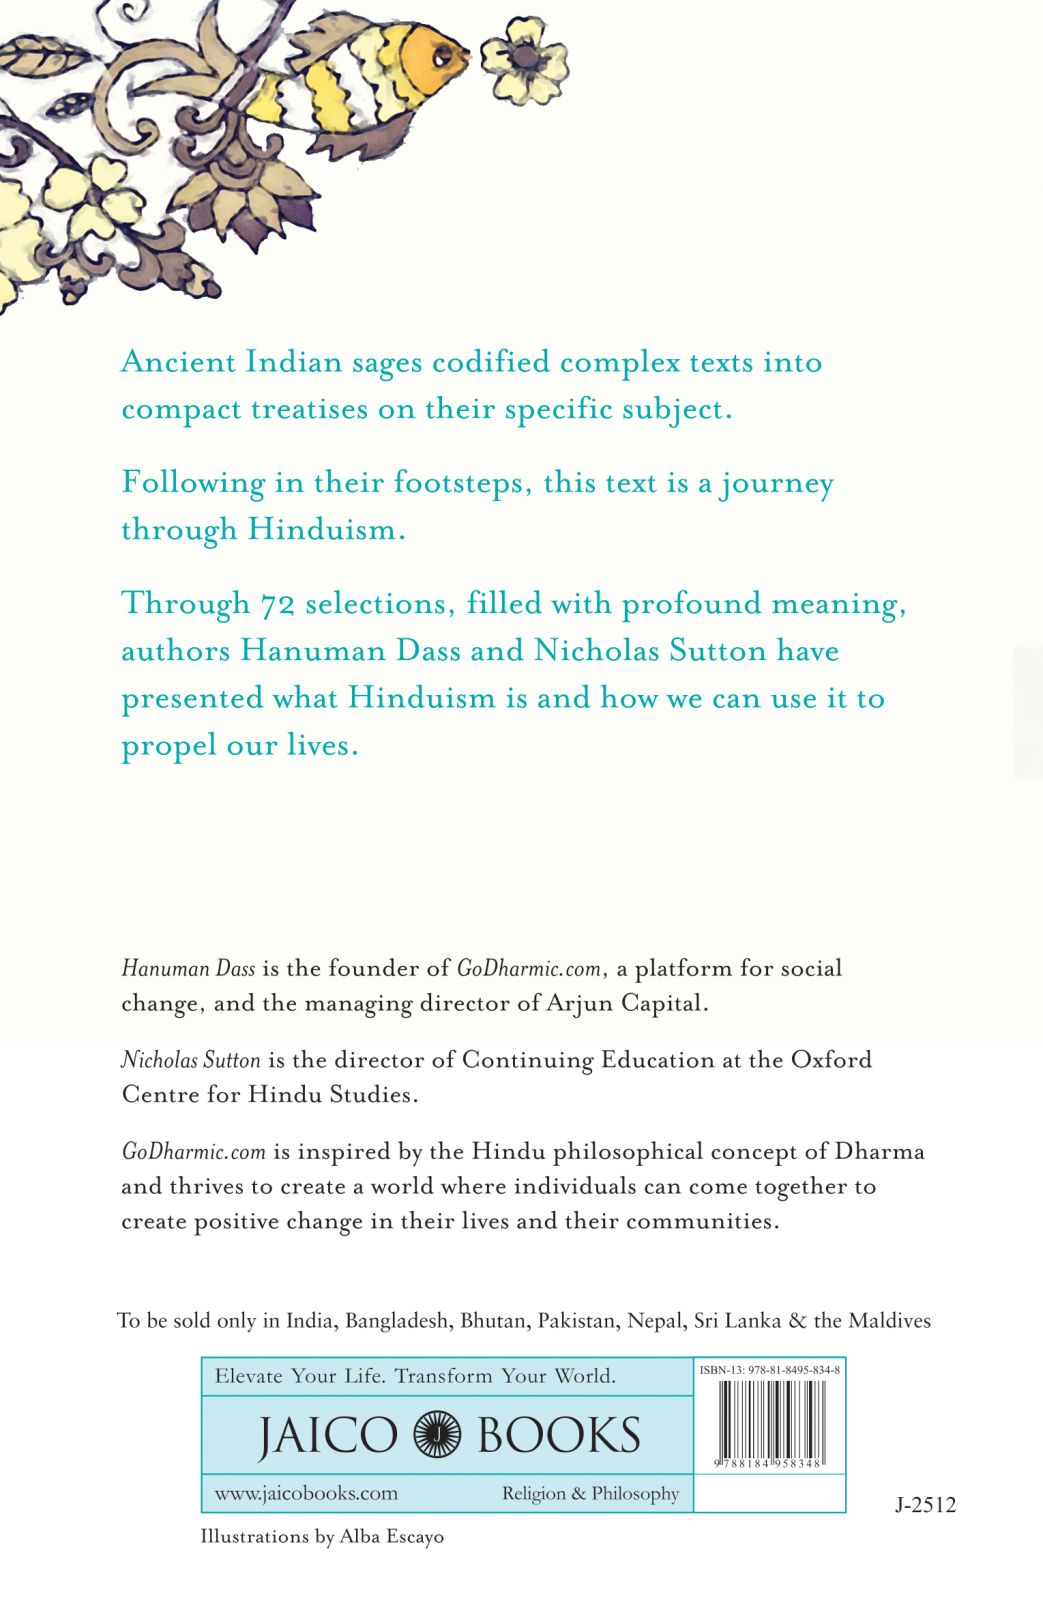 Ancient Indian sages codified complex texts into
compact treatises on their specific subject.
Following in their footsteps, this text is a journey
through Hinduism.
Through 72 selections, filled with profound meaning,
authors Hanuman Dass and Nicholas Sutton have
presented what Hinduism is and how we can use it to
propel our lives.
Hanuman Dass is the founder of GoDharmic.com, a platform for social
change, and the managing director of Arjun Capital.
Nicholas Sutton is the director of Continuing Education at the Oxford
Centre for Hindu Studies.
GoDharmic.com is inspired by the Hindu philosophical concept of Dharma
and thrives to create a world where individuals can come together to
create positive change in their lives and their communities.
To be sold only in India, Bangladesh, Bhutan, Pakistan, Nepal, Sri Lanka & the Maldives
Elevate Your Life. Transform Your World.
JAICO J BOOKS
www.jaicobooks.com Religion & Philosophy
ISBN-13: 978-81-8495-834-8
9 788184 958348
J-2512
Illustrations by Alba Escayo